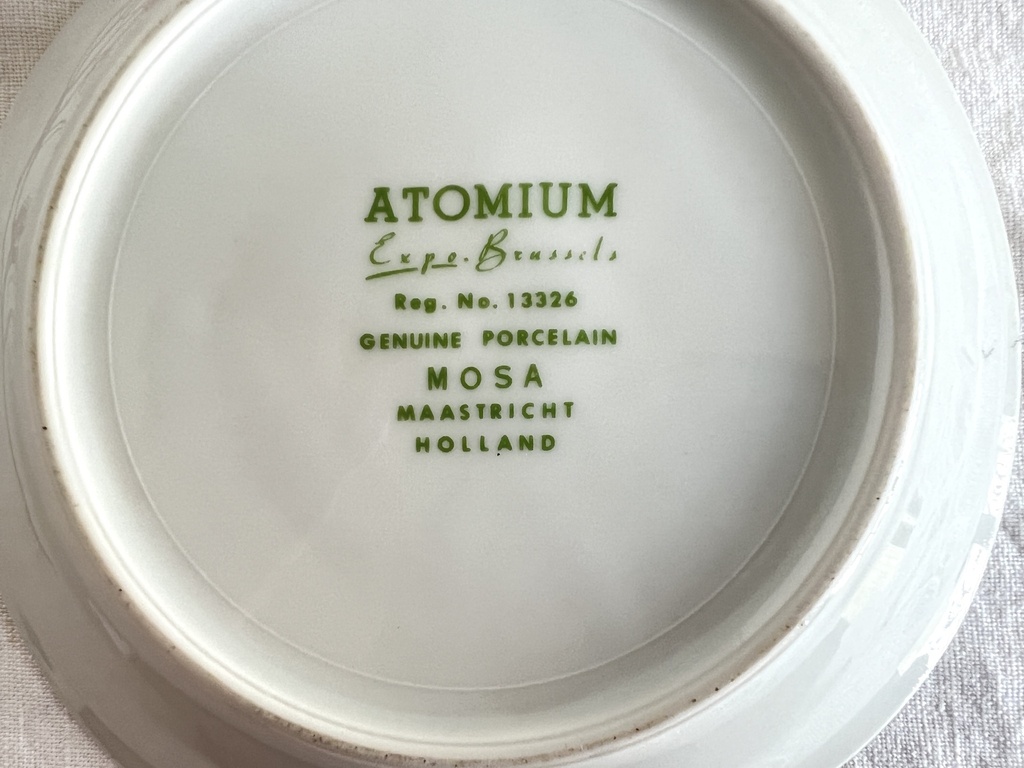 ATOMIUM
Expo. Brussels
Reg. No. 13326
GENUINE PORCELAIN
MOSA
MAASTRICHT
HOLLAND